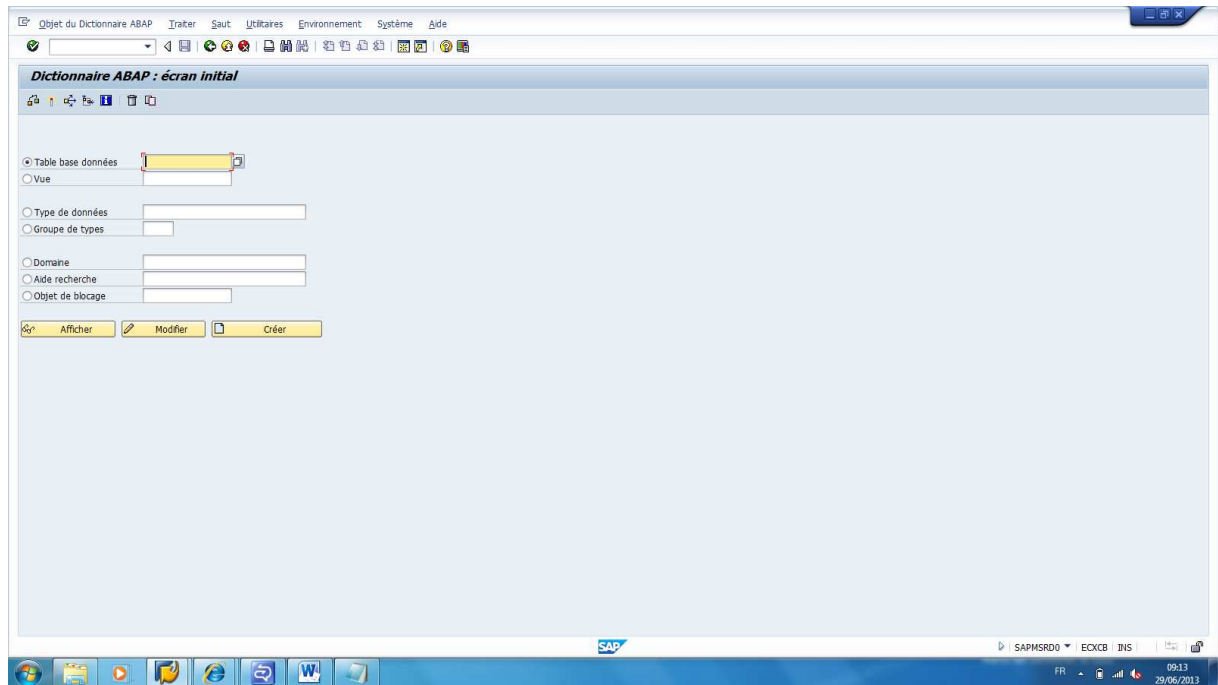 Objet du Dictionnaire ABAP Traiter Saut Utilitaires Environnement Système Aide
Dictionnaire ABAP : écran initial
Table base données
Vue
Type de données
Groupe de types
Domaine
Aide recherche
Objet de blocage
Afficher Modifier Créer
SAP
SAPMSRD0 ECXCB INS
FR 09:13
29/06/2013